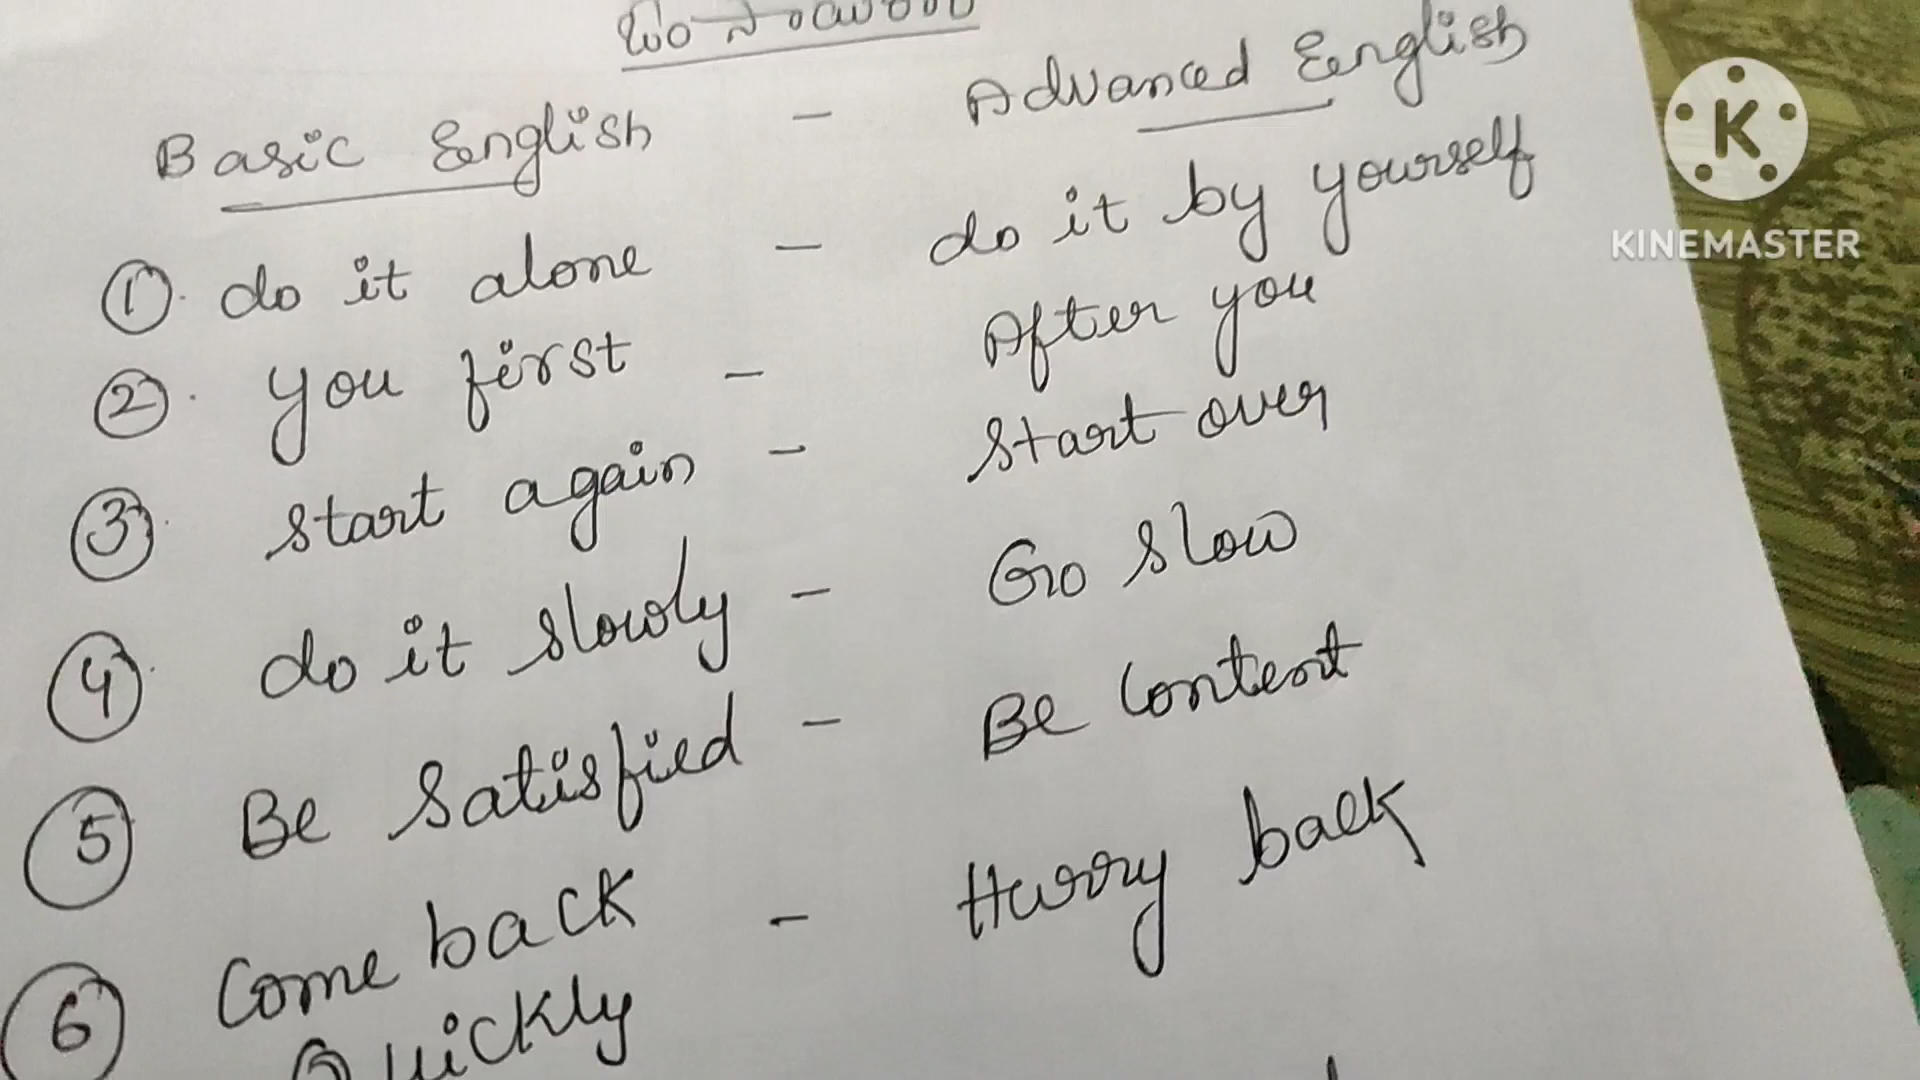 Basic English - Advanced English
① do it alone - do it by yourself
② you first - After you
③ start again - start over
④ do it slowly - Go slow
⑤ Be satisfied - Be content
⑥ Come back - Hurry back
Quickly
K
KINEMASTER